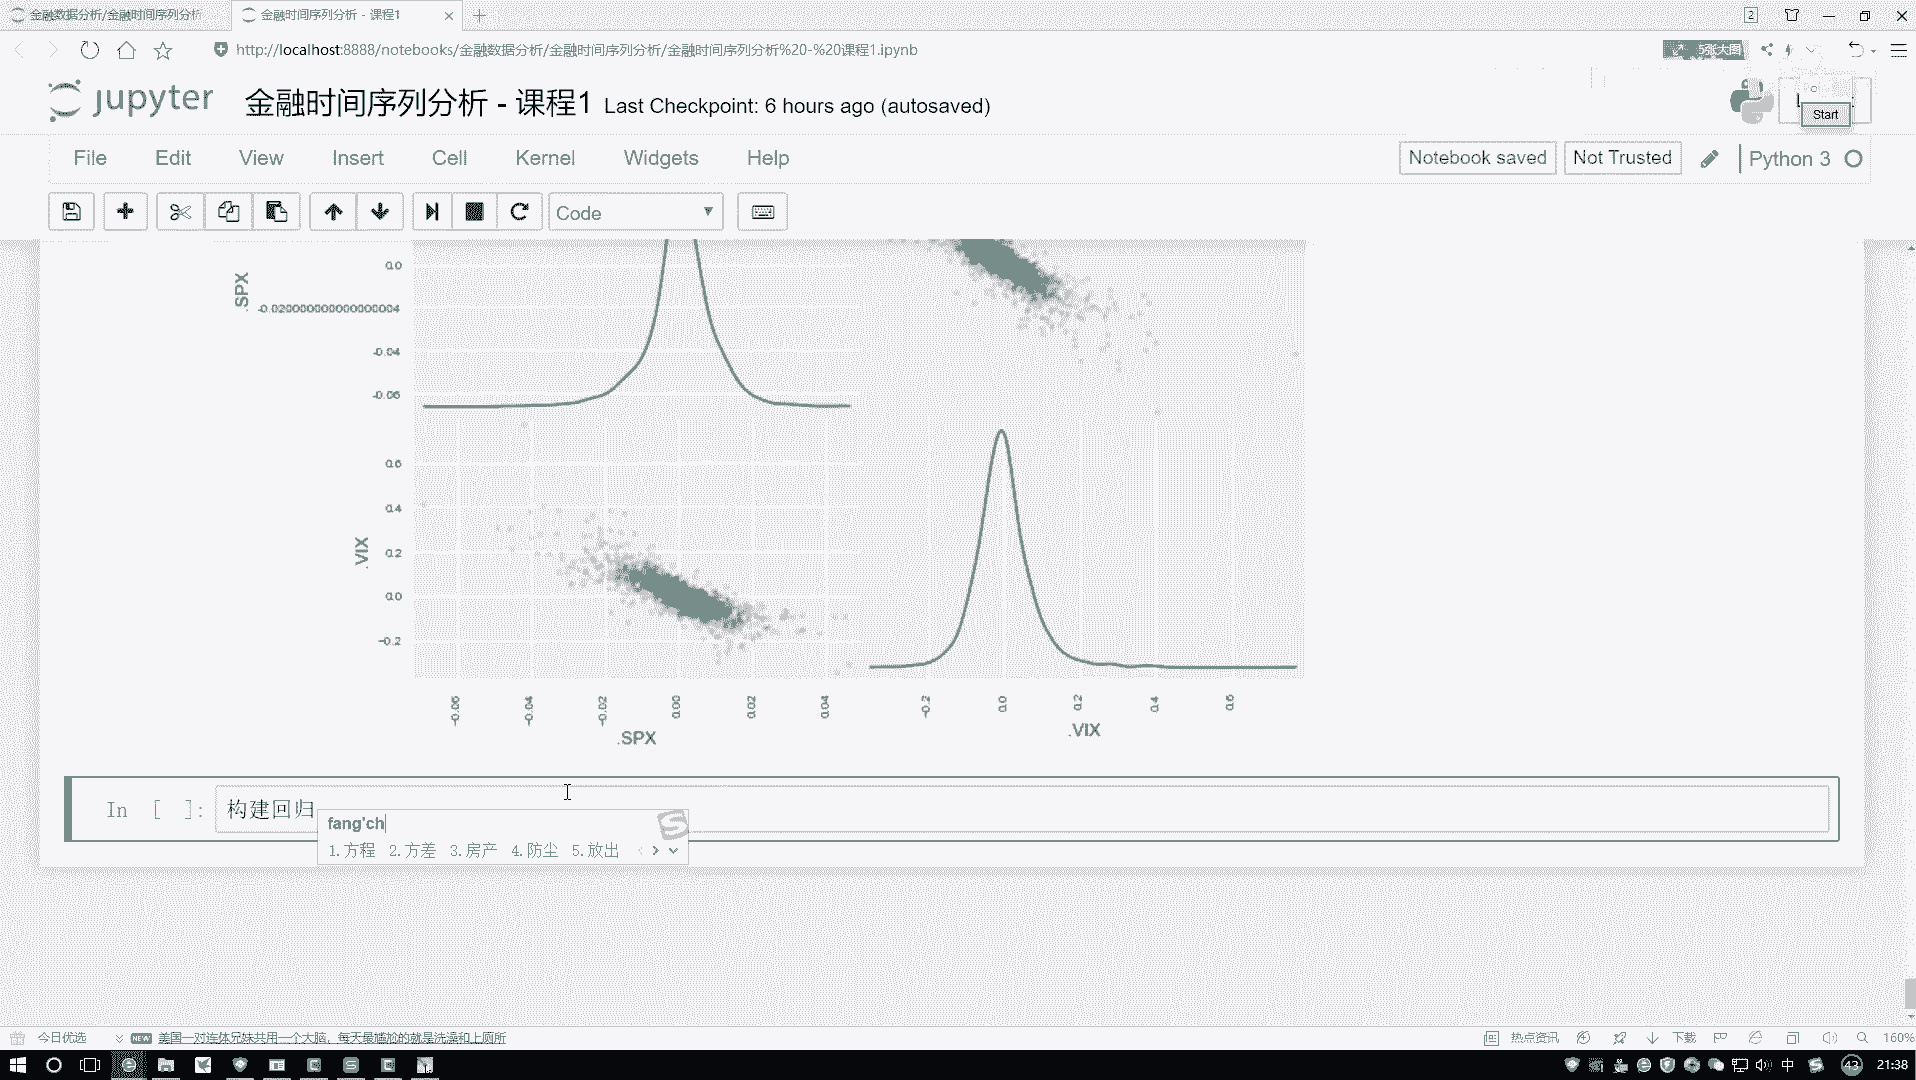 金融数据分析/金融时间序列分析
金融时间序列分析 - 课程1
2
http://localhost:8888/notebooks/金融数据分析/金融时间序列分析/金融时间序列分析%20-%20课程1.ipynb
5张大图
jupyter
金融时间序列分析 - 课程1
Last Checkpoint: 6 hours ago (autosaved)
Start
File
Edit
View
Insert
Cell
Kernel
Widgets
Help
Notebook saved
Not Trusted
Python 3
Code
.SPX
0.0
-0.020000000000000004
-0.04
-0.06
.VIX
0.6
0.4
0.2
0.0
-0.2
-0.06
-0.04
-0.02
0.00
0.02
0.04
-0.2
0.0
0.2
0.4
0.6
.SPX
.VIX
In [ ]:
构建回归
fang'ch
1.方程 2.方差 3.房产 4.防尘 5.放出
今日优选
NEW
美国一对连体兄妹共用一个大脑，每天最尴尬的就是洗澡和上厕所
热点资讯
下载
160%
中
43
21:38